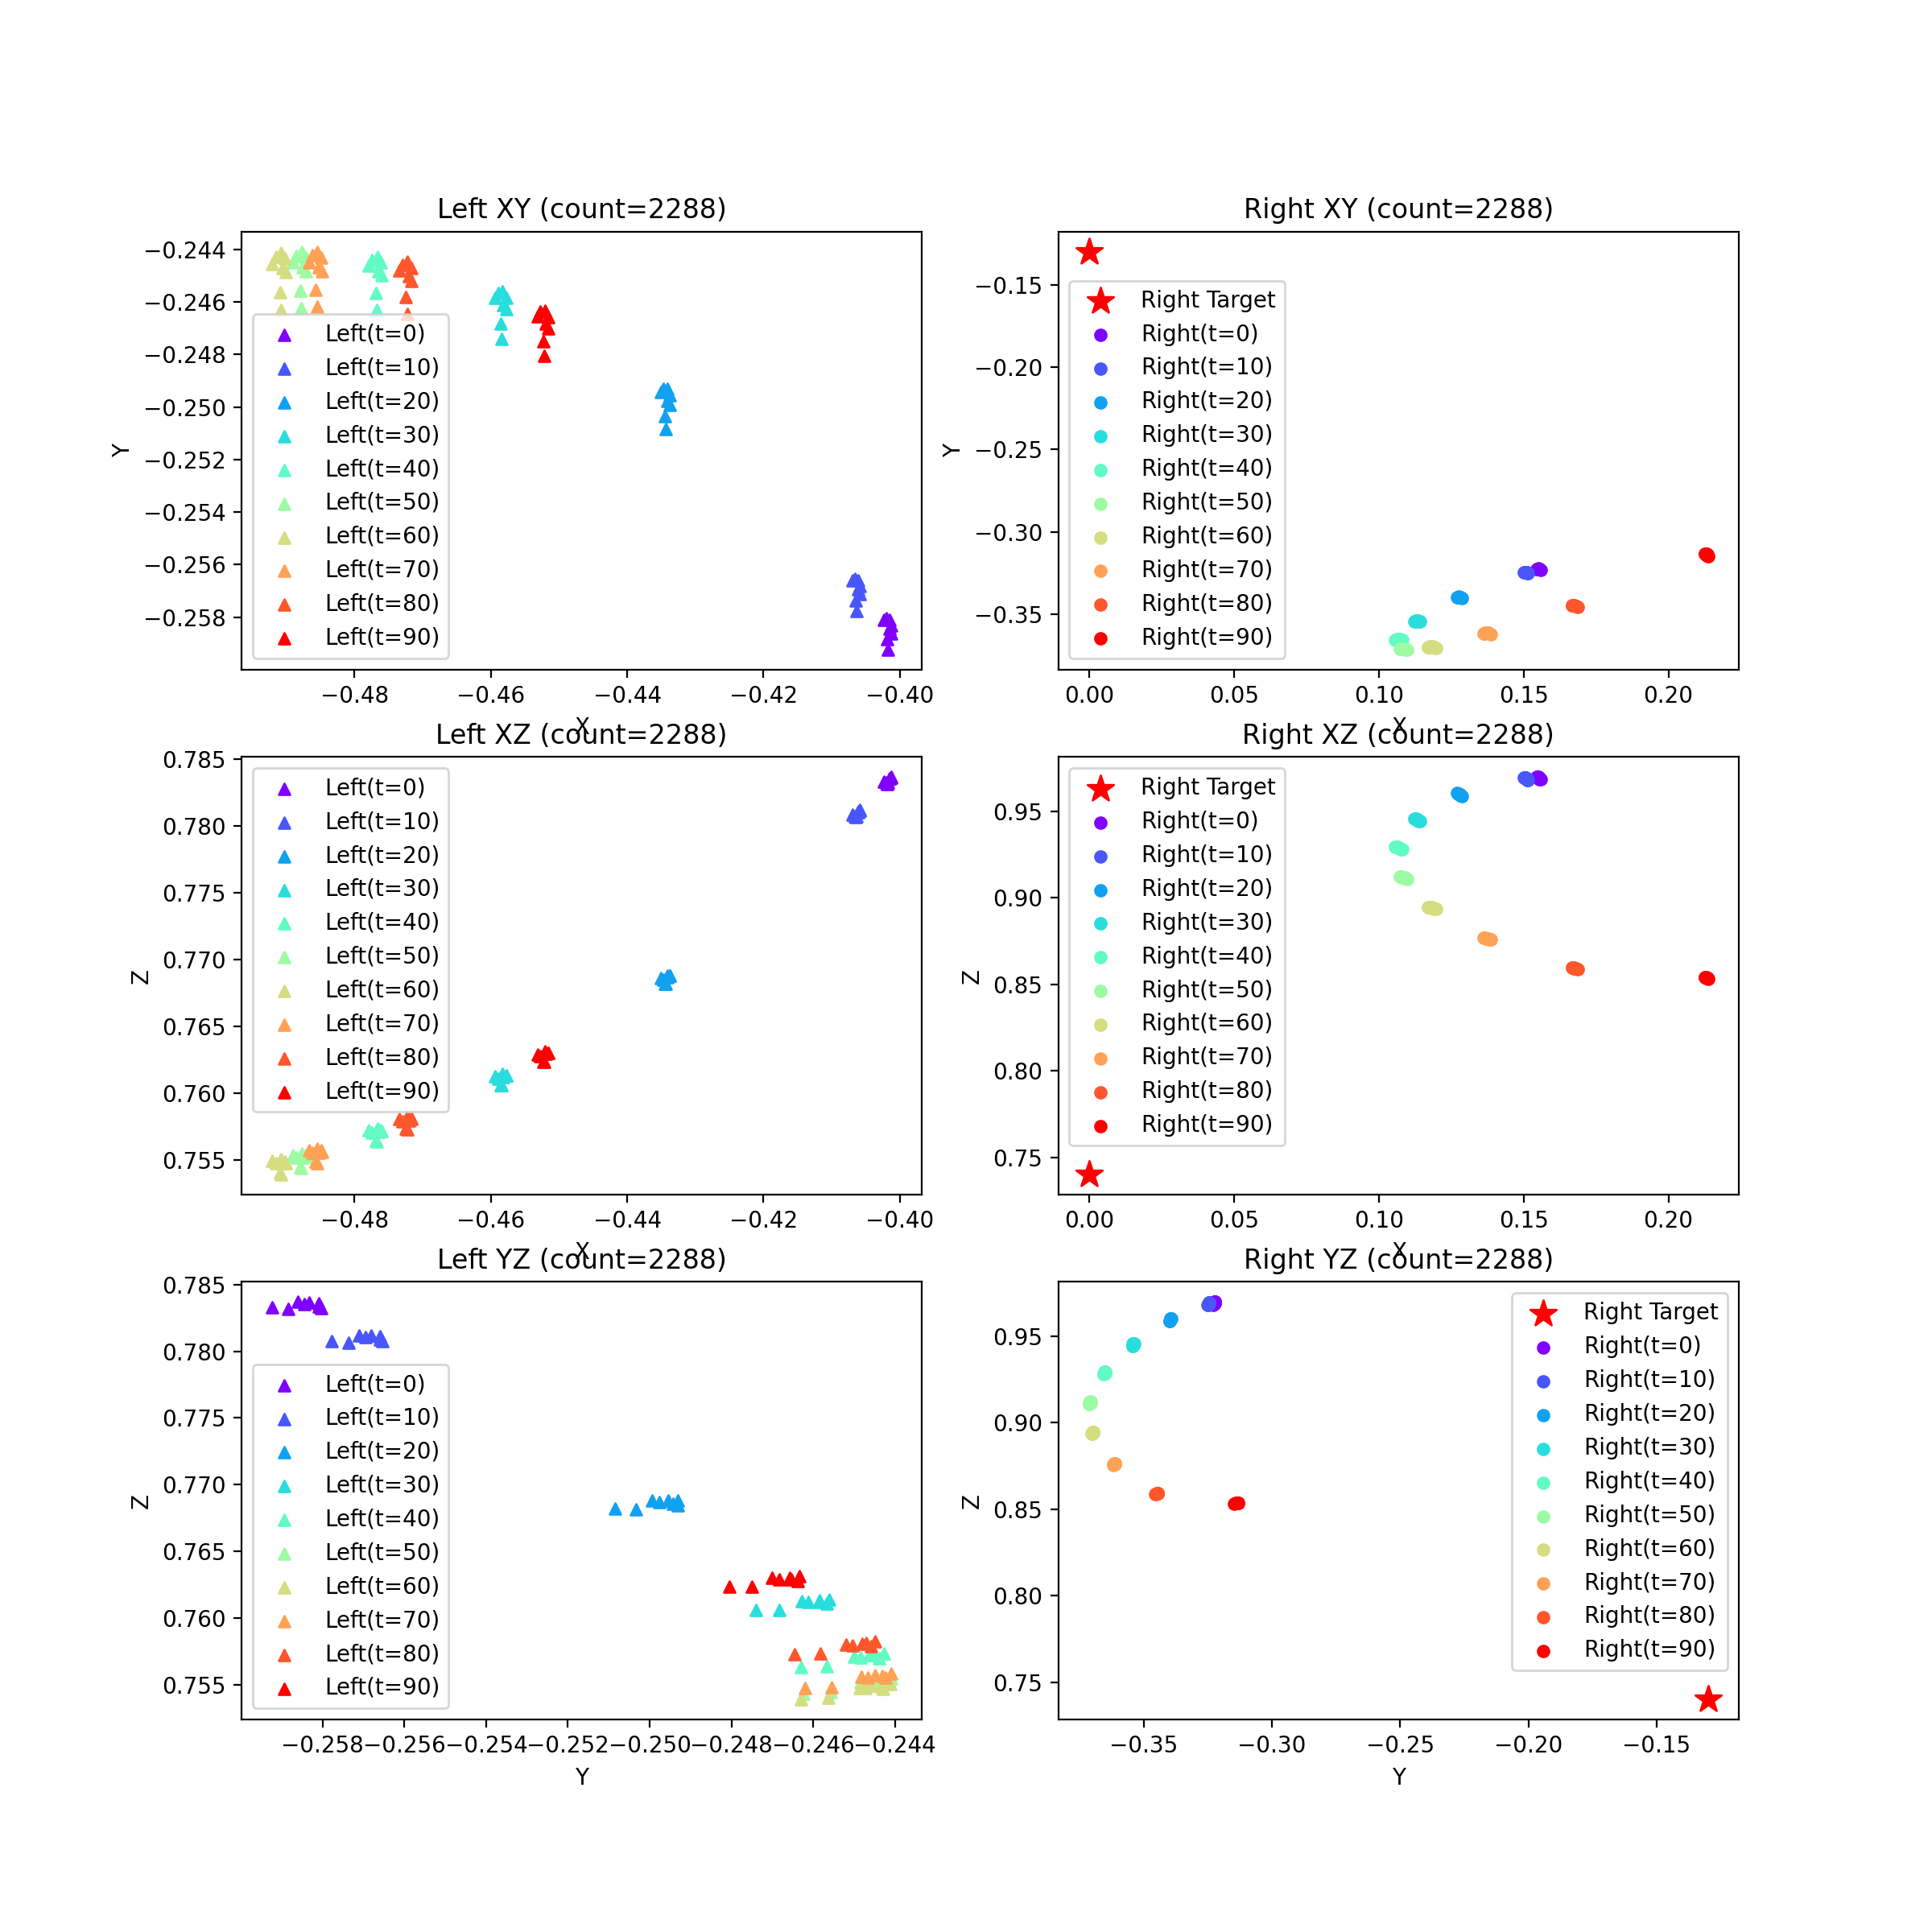 Left XY (count=2288)
−0.244
−0.246
−0.248
−0.250
−0.252
−0.254
−0.256
−0.258
Y
Left(t=0)
Left(t=10)
Left(t=20)
Left(t=30)
Left(t=40)
Left(t=50)
Left(t=60)
Left(t=70)
Left(t=80)
Left(t=90)
−0.48 −0.46 −0.44 −0.42 −0.40
X
Right XY (count=2288)
−0.15
−0.20
−0.25
−0.30
−0.35
Y
Right Target
Right(t=0)
Right(t=10)
Right(t=20)
Right(t=30)
Right(t=40)
Right(t=50)
Right(t=60)
Right(t=70)
Right(t=80)
Right(t=90)
0.00 0.05 0.10 0.15 0.20
X
Left XZ (count=2288)
0.785
0.780
0.775
0.770
0.765
0.760
0.755
Z
Left(t=0)
Left(t=10)
Left(t=20)
Left(t=30)
Left(t=40)
Left(t=50)
Left(t=60)
Left(t=70)
Left(t=80)
Left(t=90)
−0.48 −0.46 −0.44 −0.42 −0.40
X
Right XZ (count=2288)
0.95
0.90
0.85
0.80
0.75
Z
Right Target
Right(t=0)
Right(t=10)
Right(t=20)
Right(t=30)
Right(t=40)
Right(t=50)
Right(t=60)
Right(t=70)
Right(t=80)
Right(t=90)
0.00 0.05 0.10 0.15 0.20
X
Left YZ (count=2288)
0.785
0.780
0.775
0.770
0.765
0.760
0.755
Z
Left(t=0)
Left(t=10)
Left(t=20)
Left(t=30)
Left(t=40)
Left(t=50)
Left(t=60)
Left(t=70)
Left(t=80)
Left(t=90)
−0.258 −0.256 −0.254 −0.252 −0.250 −0.248 −0.246 −0.244
Y
Right YZ (count=2288)
0.95
0.90
0.85
0.80
0.75
Z
Right Target
Right(t=0)
Right(t=10)
Right(t=20)
Right(t=30)
Right(t=40)
Right(t=50)
Right(t=60)
Right(t=70)
Right(t=80)
Right(t=90)
−0.35 −0.30 −0.25 −0.20 −0.15
Y